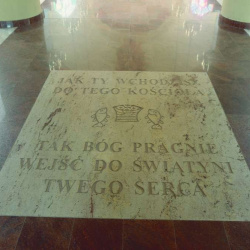 JAK TY WCHODZISZ
DO TEGO KOŚCIOŁA
TAK BÓG PRAGNIE
WEJŚĆ DO ŚWIĄTYNI
TWEGO SERCA